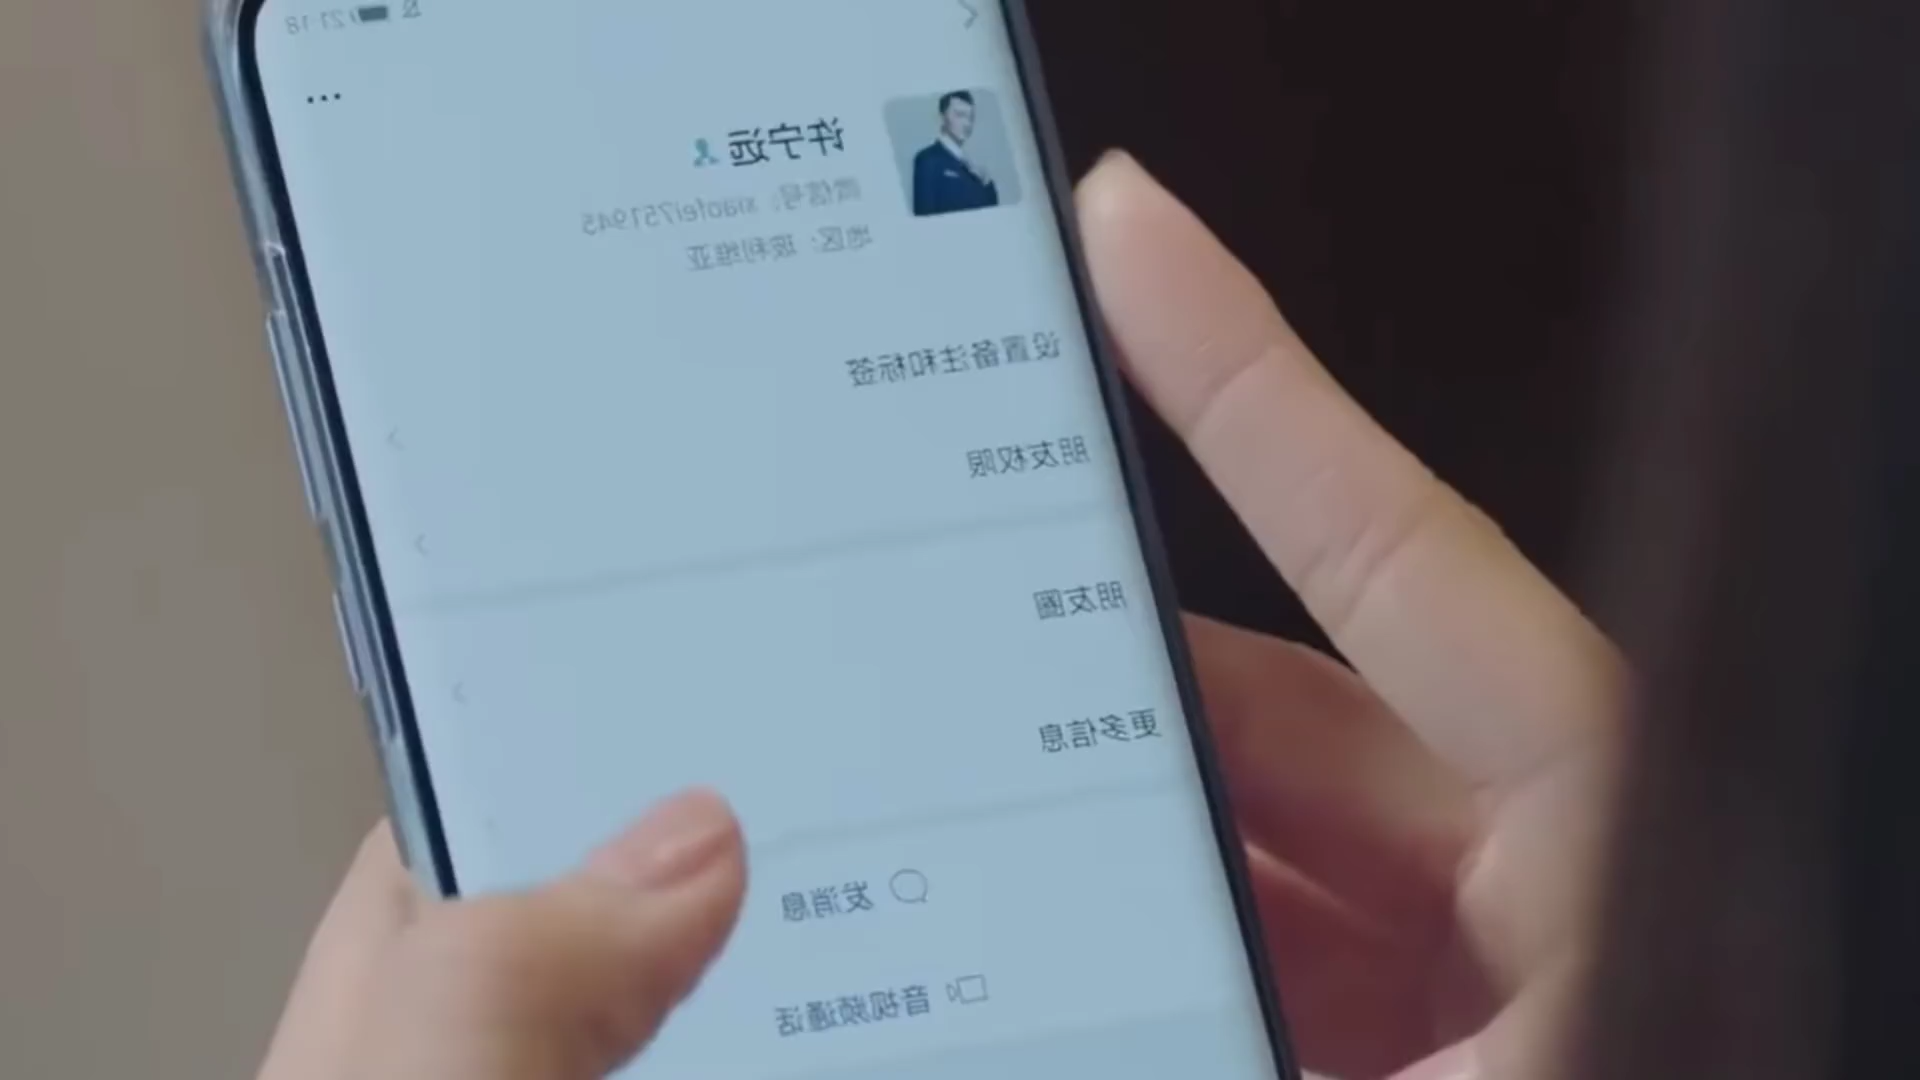 21:18
许宁远
微信号：xiaofei751945
地区：玻利维亚
设置备注和标签
朋友权限
朋友圈
更多信息
发消息
音视频通话